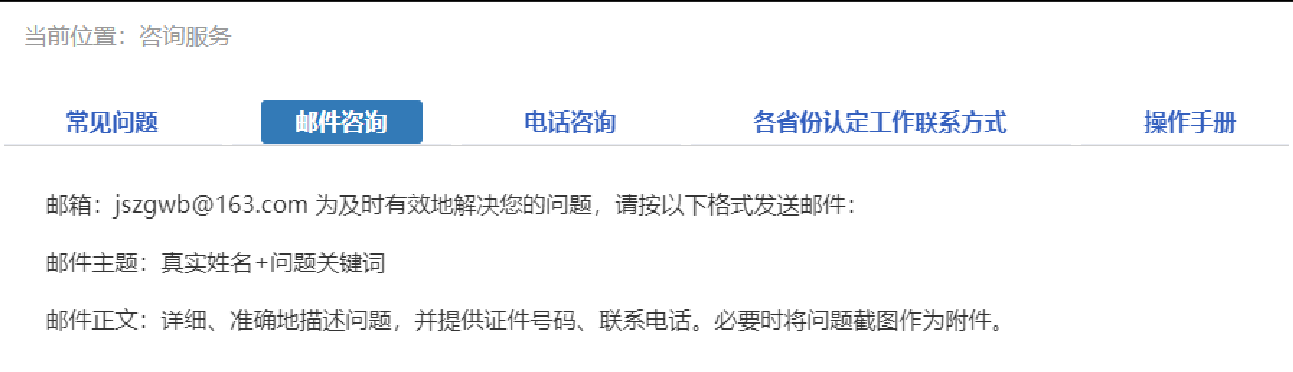 当前位置：咨询服务
常见问题 邮件咨询 电话咨询 各省份认定工作联系方式 操作手册
邮箱：jszgwb@163.com 为及时有效地解决您的问题，请按以下格式发送邮件：
邮件主题：真实姓名+问题关键词
邮件正文：详细、准确地描述问题，并提供证件号码、联系电话。必要时将问题截图作为附件。